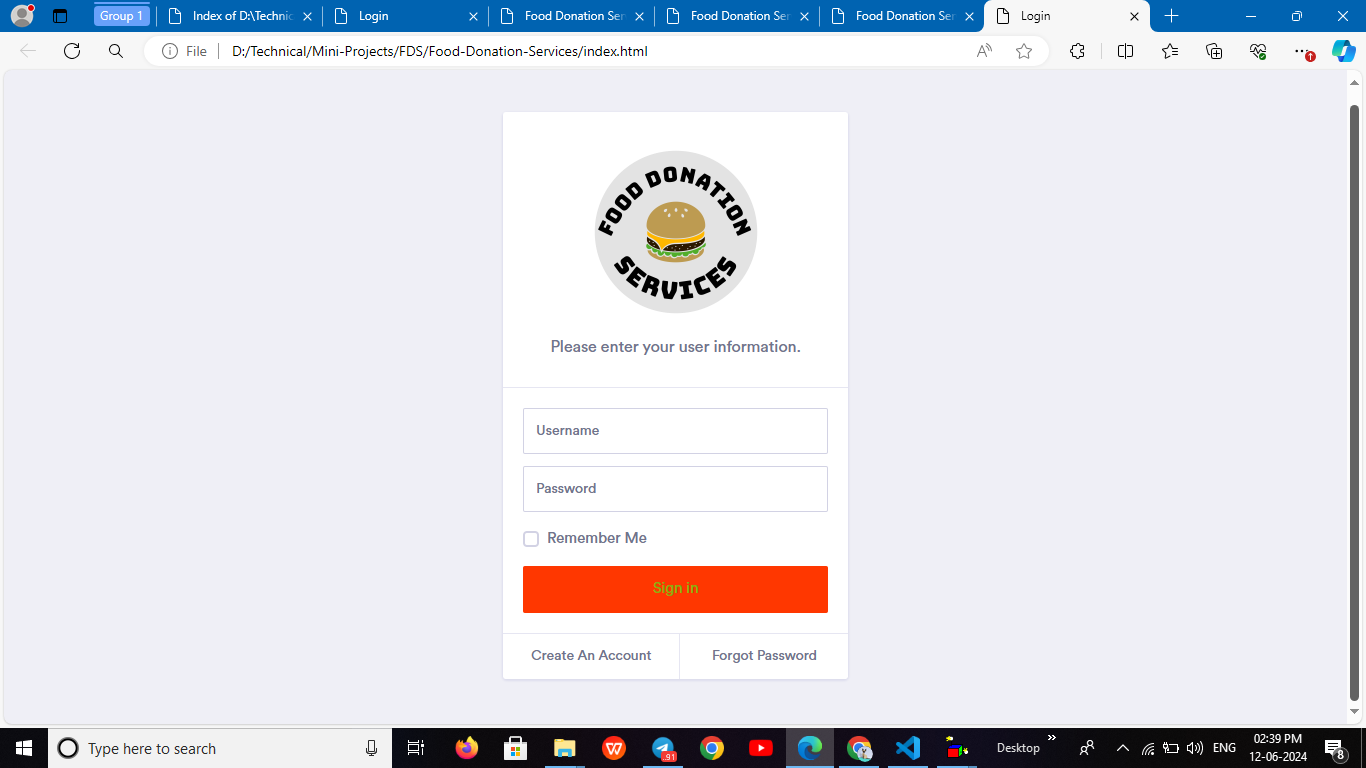 Group 1
Index of D:\Technic
Login
Food Donation Ser
Food Donation Ser
Food Donation Ser
Login
File
D:/Technical/Mini-Projects/FDS/Food-Donation-Services/index.html
FOOD DONATION
SERVICES
Please enter your user information.
Username
Password
Remember Me
Sign in
Create An Account
Forgot Password
Type here to search
91
Desktop
ENG
02:39 PM
12-06-2024
8